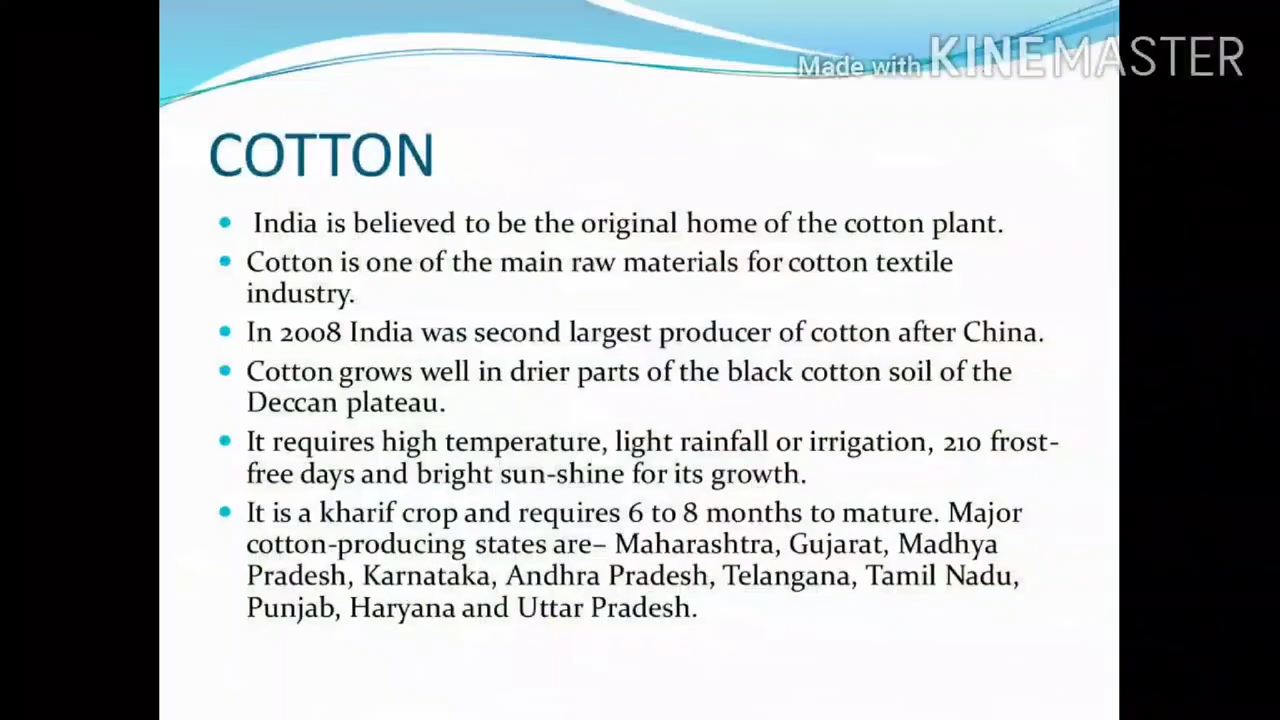 Made with KINEMASTER
COTTON
• India is believed to be the original home of the cotton plant.
• Cotton is one of the main raw materials for cotton textile
industry.
• In 2008 India was second largest producer of cotton after China.
• Cotton grows well in drier parts of the black cotton soil of the
Deccan plateau.
• It requires high temperature, light rainfall or irrigation, 210 frost-
free days and bright sun-shine for its growth.
• It is a kharif crop and requires 6 to 8 months to mature. Major
cotton-producing states are– Maharashtra, Gujarat, Madhya
Pradesh, Karnataka, Andhra Pradesh, Telangana, Tamil Nadu,
Punjab, Haryana and Uttar Pradesh.